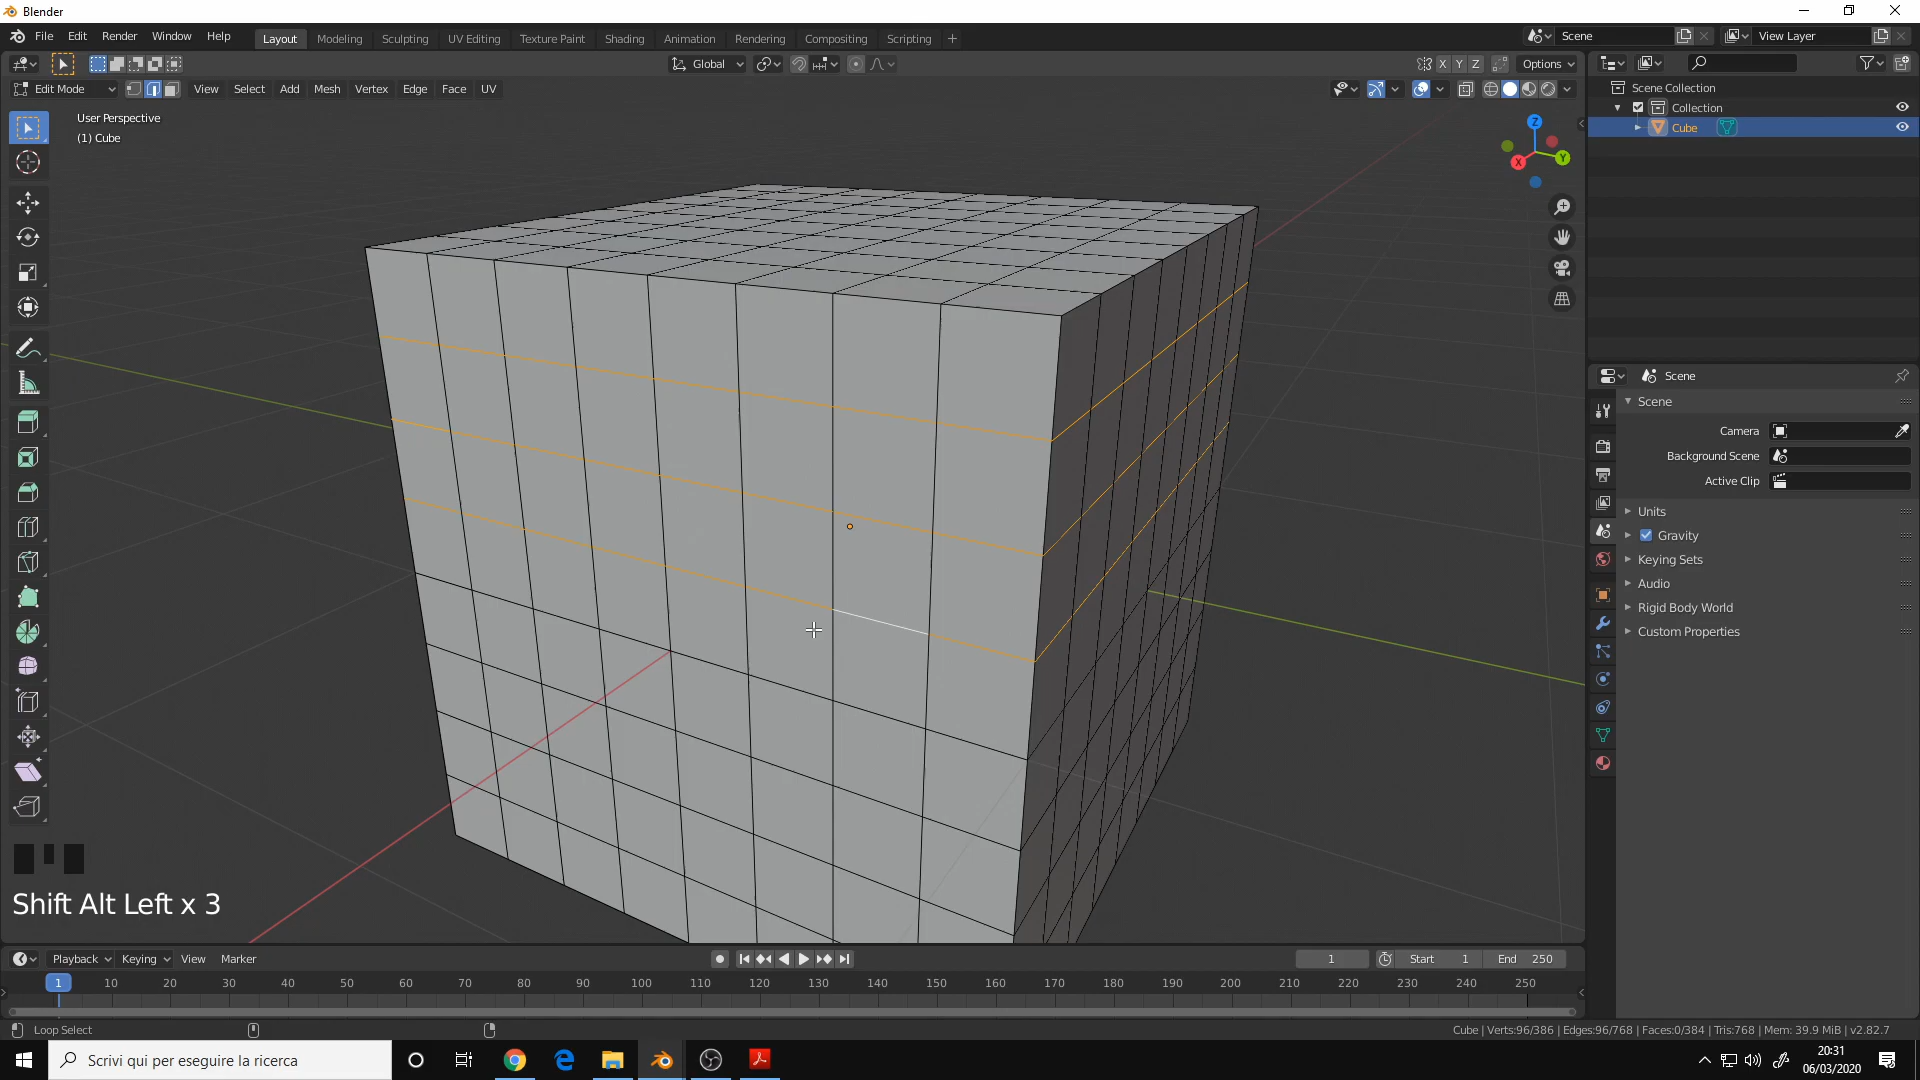 Blender
File Edit Render Window Help Layout Modeling Sculpting UV Editing Texture Paint Shading Animation Rendering Compositing Scripting + Scene View Layer
Global X Y Z Options
Edit Mode View Select Add Mesh Vertex Edge Face UV
User Perspective
(1) Cube
Z
Y
X
Scene Collection
Collection
Cube
Scene
Scene
Camera
Background Scene
Active Clip
Units
Gravity
Keying Sets
Audio
Rigid Body World
Custom Properties
Shift Alt Left x 3
Playback Keying View Marker 1 Start 1 End 250
1 10 20 30 40 50 60 70 80 90 100 110 120 130 140 150 160 170 180 190 200 210 220 230 240 250
Loop Select Cube | Verts:96/386 | Edges:96/768 | Faces:0/384 | Tris:768 | Mem: 39.9 MiB | v2.82.7
Scrivi qui per eseguire la ricerca
20:31
06/03/2020